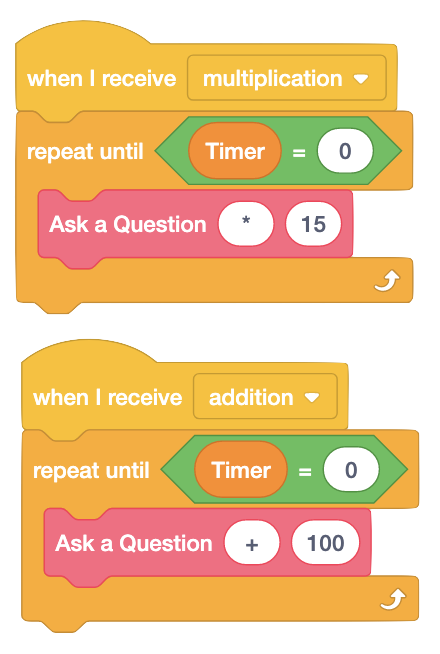 when I receive multiplication
repeat until Timer = 0
Ask a Question * 15
when I receive addition
repeat until Timer = 0
Ask a Question + 100